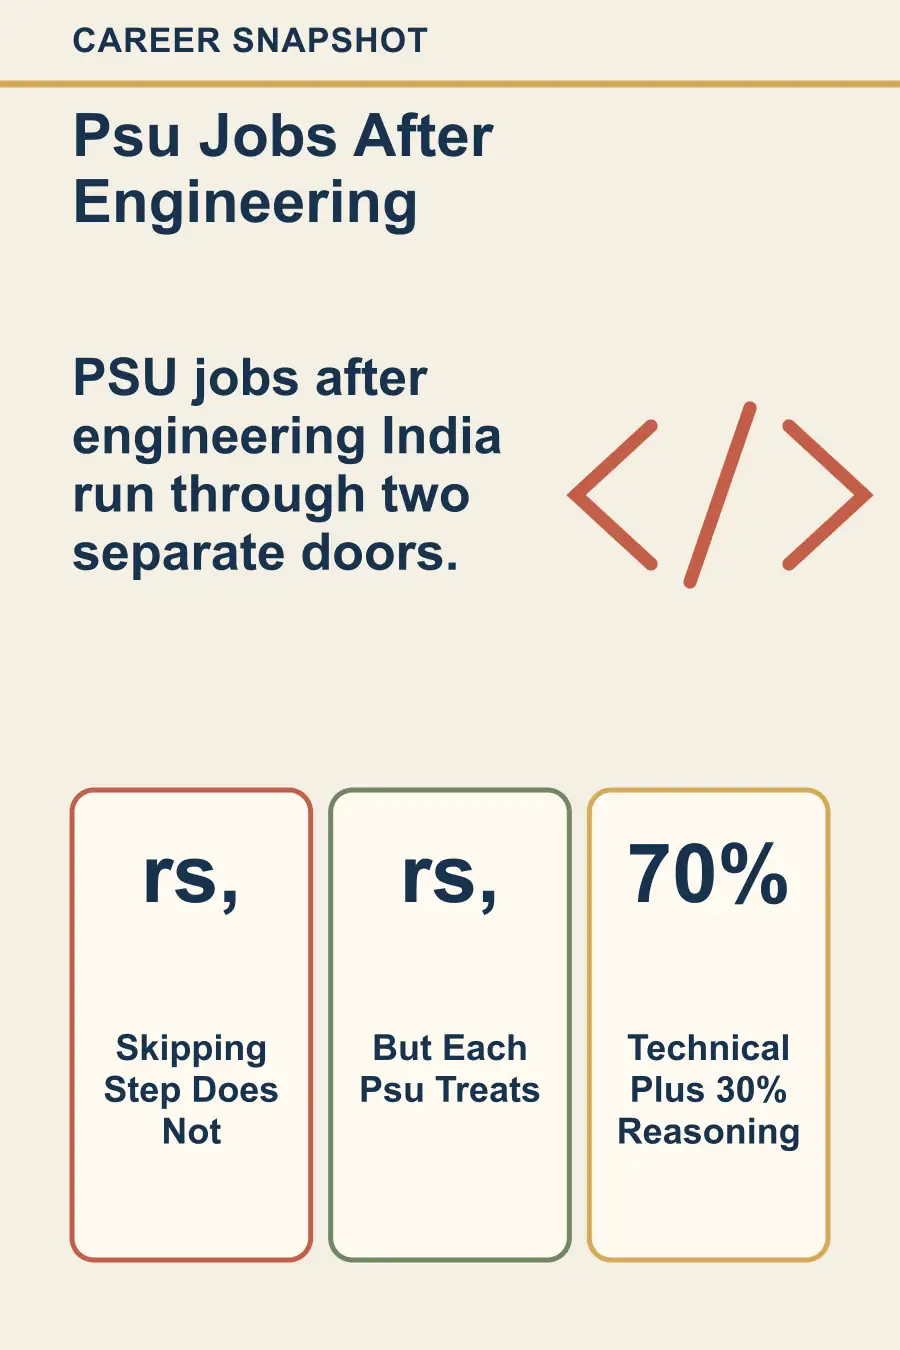 CAREER SNAPSHOT
Psu Jobs After
Engineering
PSU jobs after
engineering India
run through two
separate doors.
</>
rs,
Skipping
Step Does
Not
rs,
But Each
Psu Treats
70%
Technical
Plus 30%
Reasoning